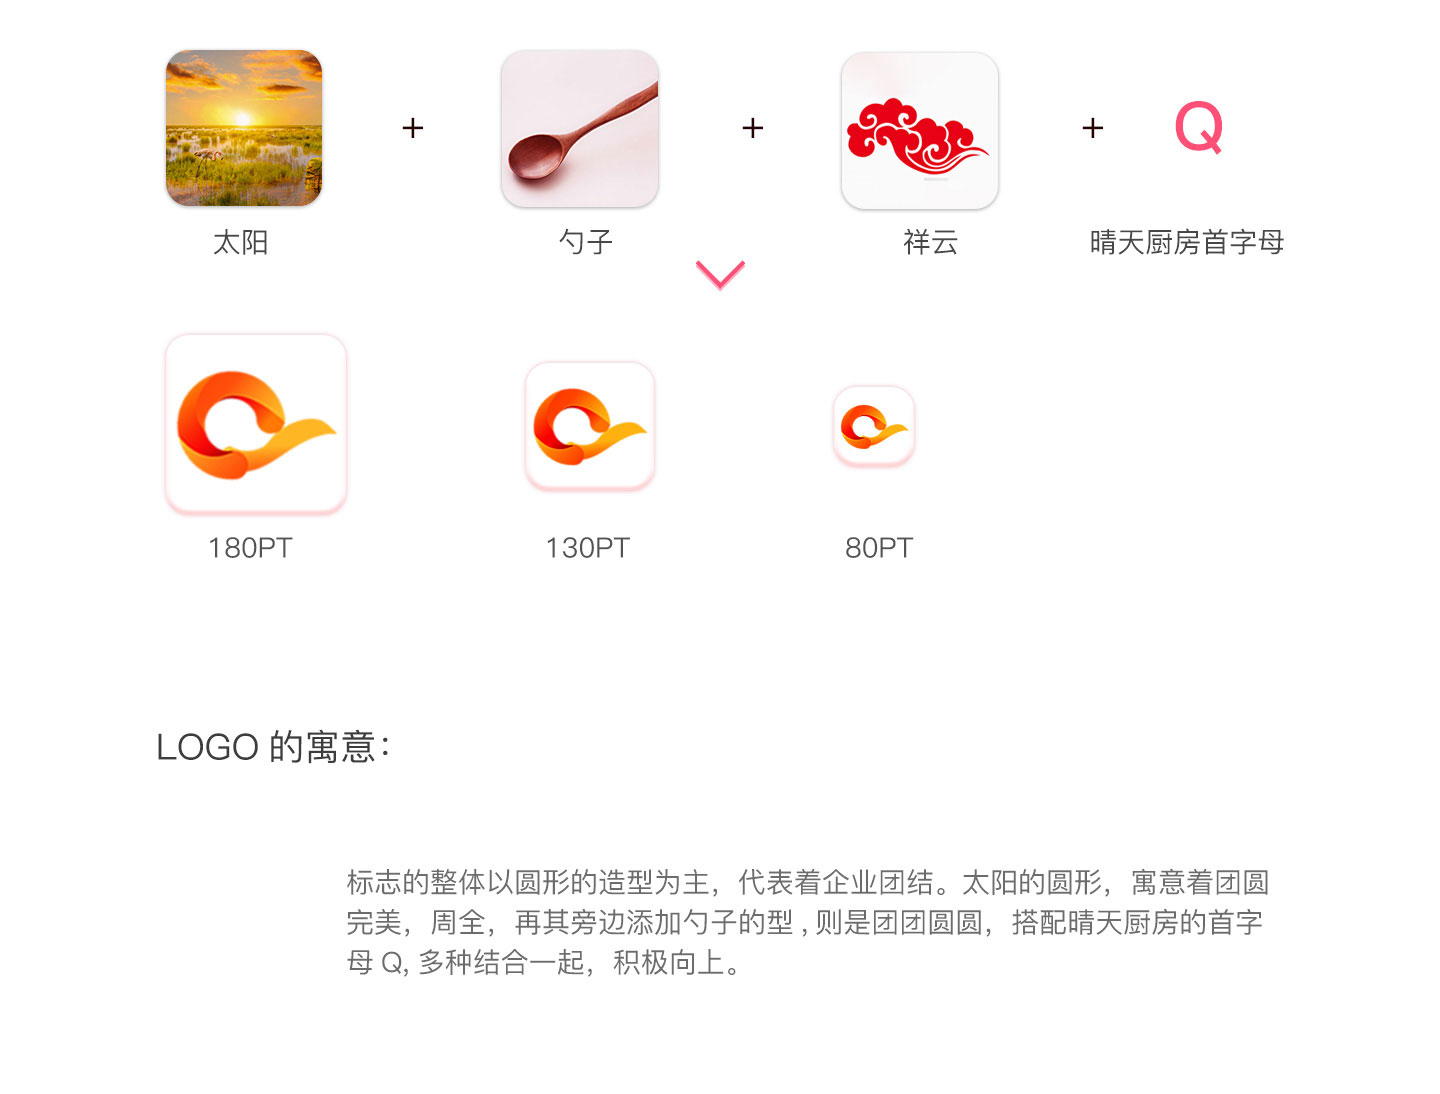 + + + Q
太阳 勺子 祥云 晴天厨房首字母
180PT 130PT 80PT
LOGO 的寓意：
标志的整体以圆形的造型为主，代表着企业团结。太阳的圆形，寓意着团圆
完美，周全，再其旁边添加勺子的型 , 则是团团圆圆，搭配晴天厨房的首字
母 Q, 多种结合一起，积极向上。